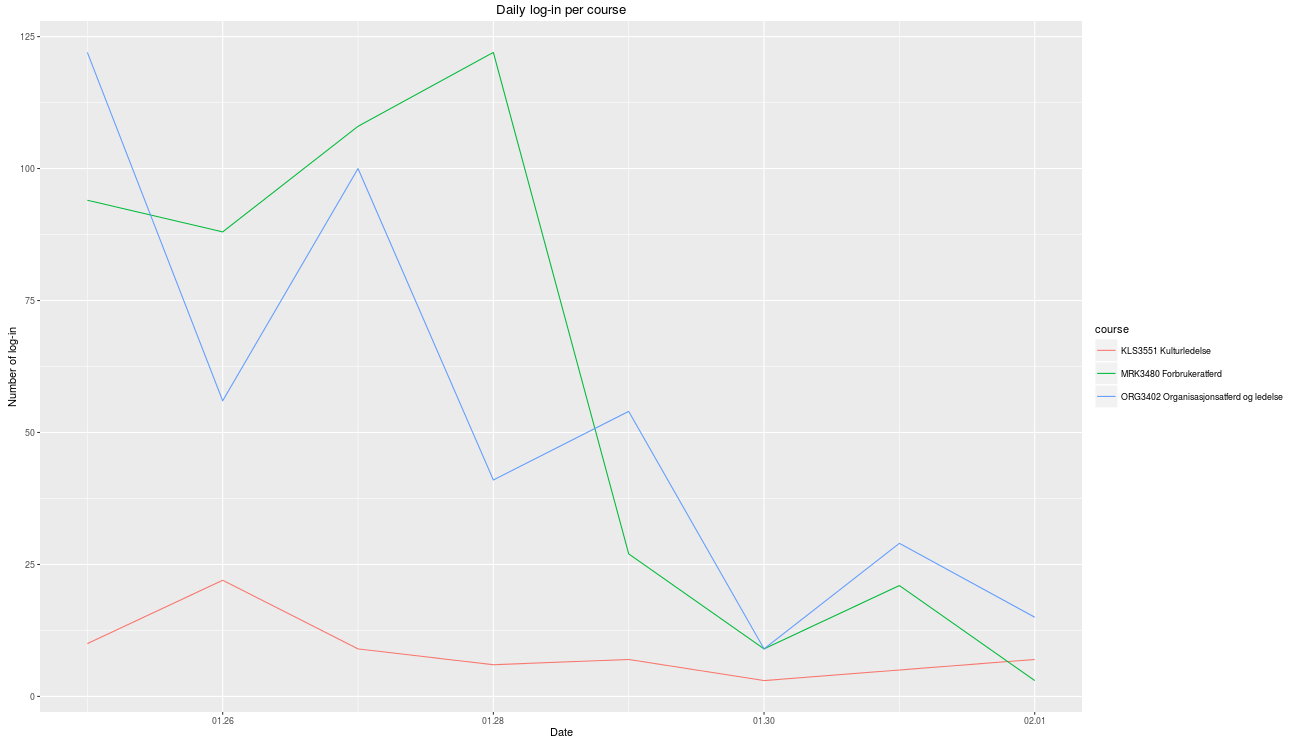 Daily log-in per course
125
100
75
50
25
0
Number of log-in
01.26
01.28
01.30
02.01
Date
course
KLS3551 Kulturledelse
MRK3480 Forbrukeratferd
ORG3402 Organisasjonsatferd og ledelse